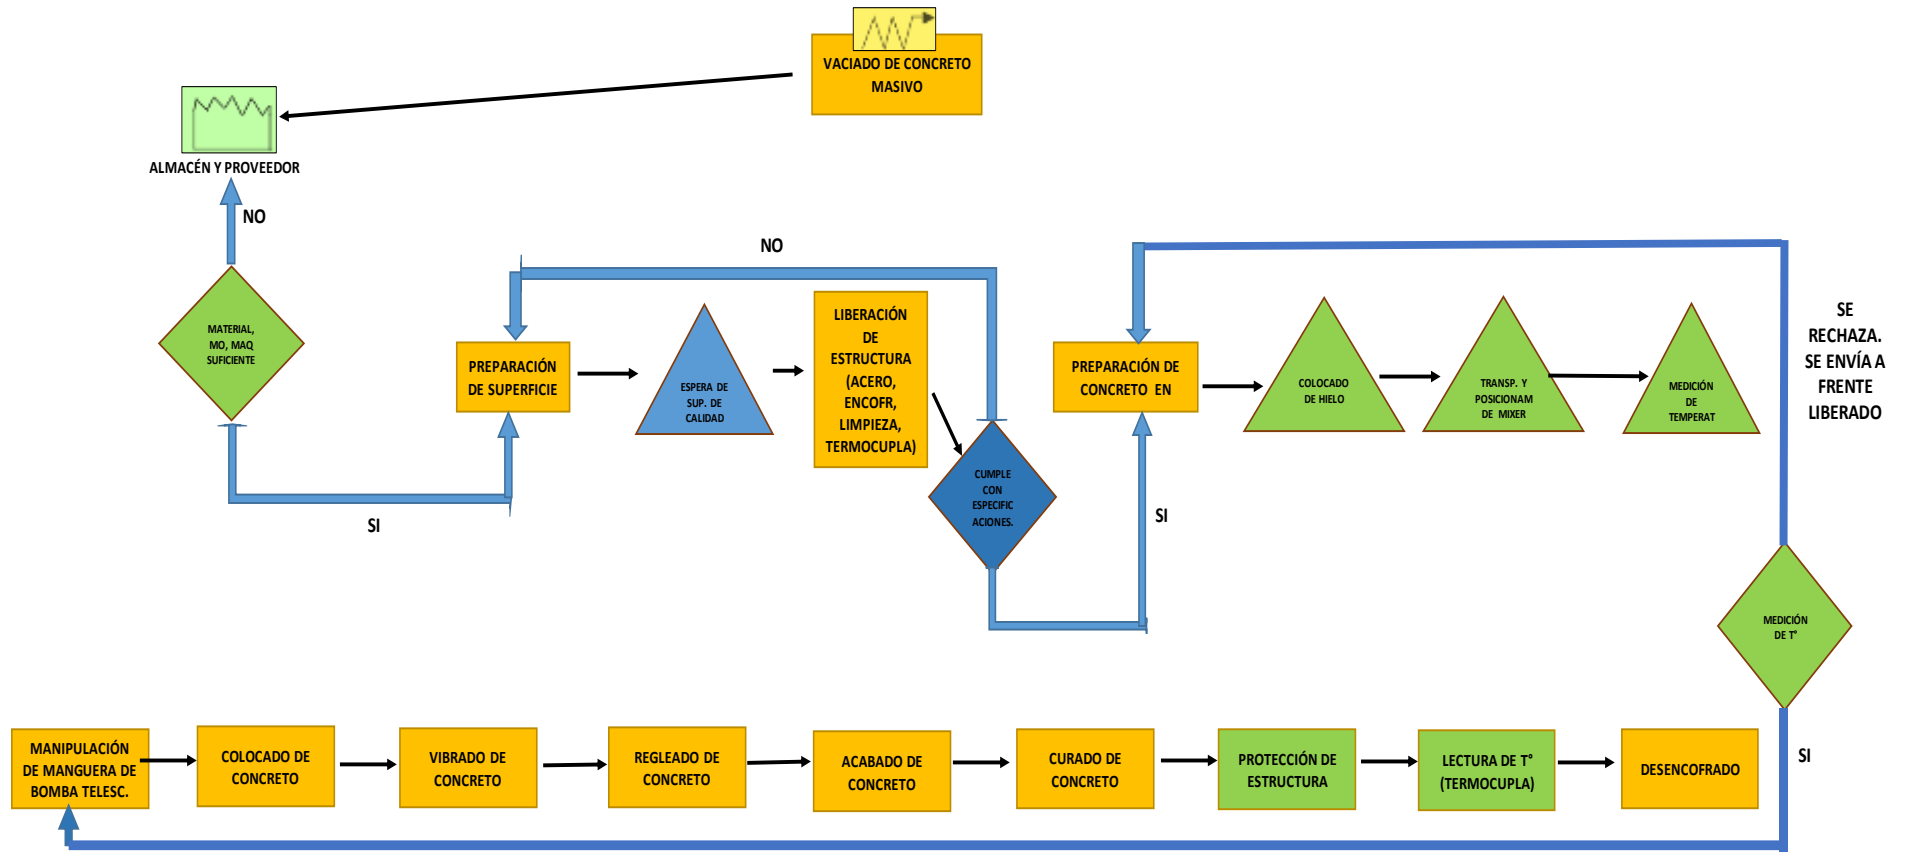 VACIADO DE CONCRETO
MASIVO
ALMACÉN Y PROVEEDOR
NO
MATERIAL,
MO, MAQ
SUFICIENTE
SI
NO
PREPARACIÓN
DE SUPERFICIE
ESPERA DE
SUP. DE
CALIDAD
LIBERACIÓN
DE
ESTRUCTURA
(ACERO,
ENCOFR,
LIMPIEZA,
TERMOCUPLA)
CUMPLE
CON
ESPECIFIC
ACIONES.
SI
PREPARACIÓN DE
CONCRETO EN
COLOCADO
DE HIELO
TRANSP. Y
POSICIONAM
DE MIXER
MEDICIÓN
DE
TEMPERAT
SE
RECHAZA.
SE ENVÍA A
FRENTE
LIBERADO
MEDICIÓN
DE T°
SI
MANIPULACIÓN
DE MANGUERA DE
BOMBA TELESC.
COLOCADO DE
CONCRETO
VIBRADO DE
CONCRETO
REGLEADO DE
CONCRETO
ACABADO DE
CONCRETO
CURADO DE
CONCRETO
PROTECCIÓN DE
ESTRUCTURA
LECTURA DE T°
(TERMOCUPLA)
DESENCOFRADO